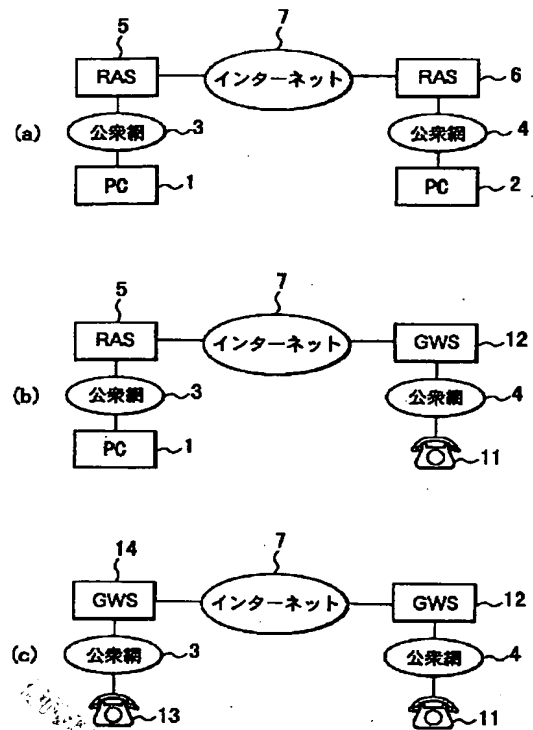 5 7
RAS インターネット RAS 6
(a) 公衆網 3 公衆網 4
PC 1 PC 2
5 7
RAS インターネット GWS 12
(b) 公衆網 3 公衆網 4
PC 1 11
14 7
GWS インターネット GWS 12
(c) 公衆網 3 公衆網 4
13 11